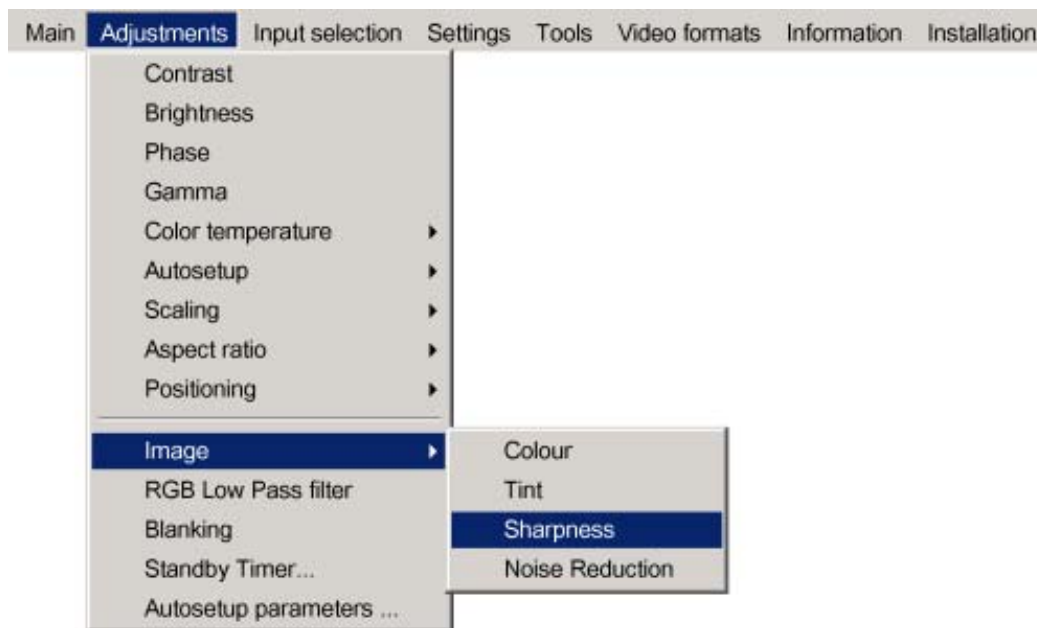 Main Adjustments Input selection Settings Tools Video formats Information Installation
Contrast
Brightness
Phase
Gamma
Color temperature
Autosetup
Scaling
Aspect ratio
Positioning
Image
RGB Low Pass filter
Blanking
Standby Timer...
Autosetup parameters ...
Colour
Tint
Sharpness
Noise Reduction